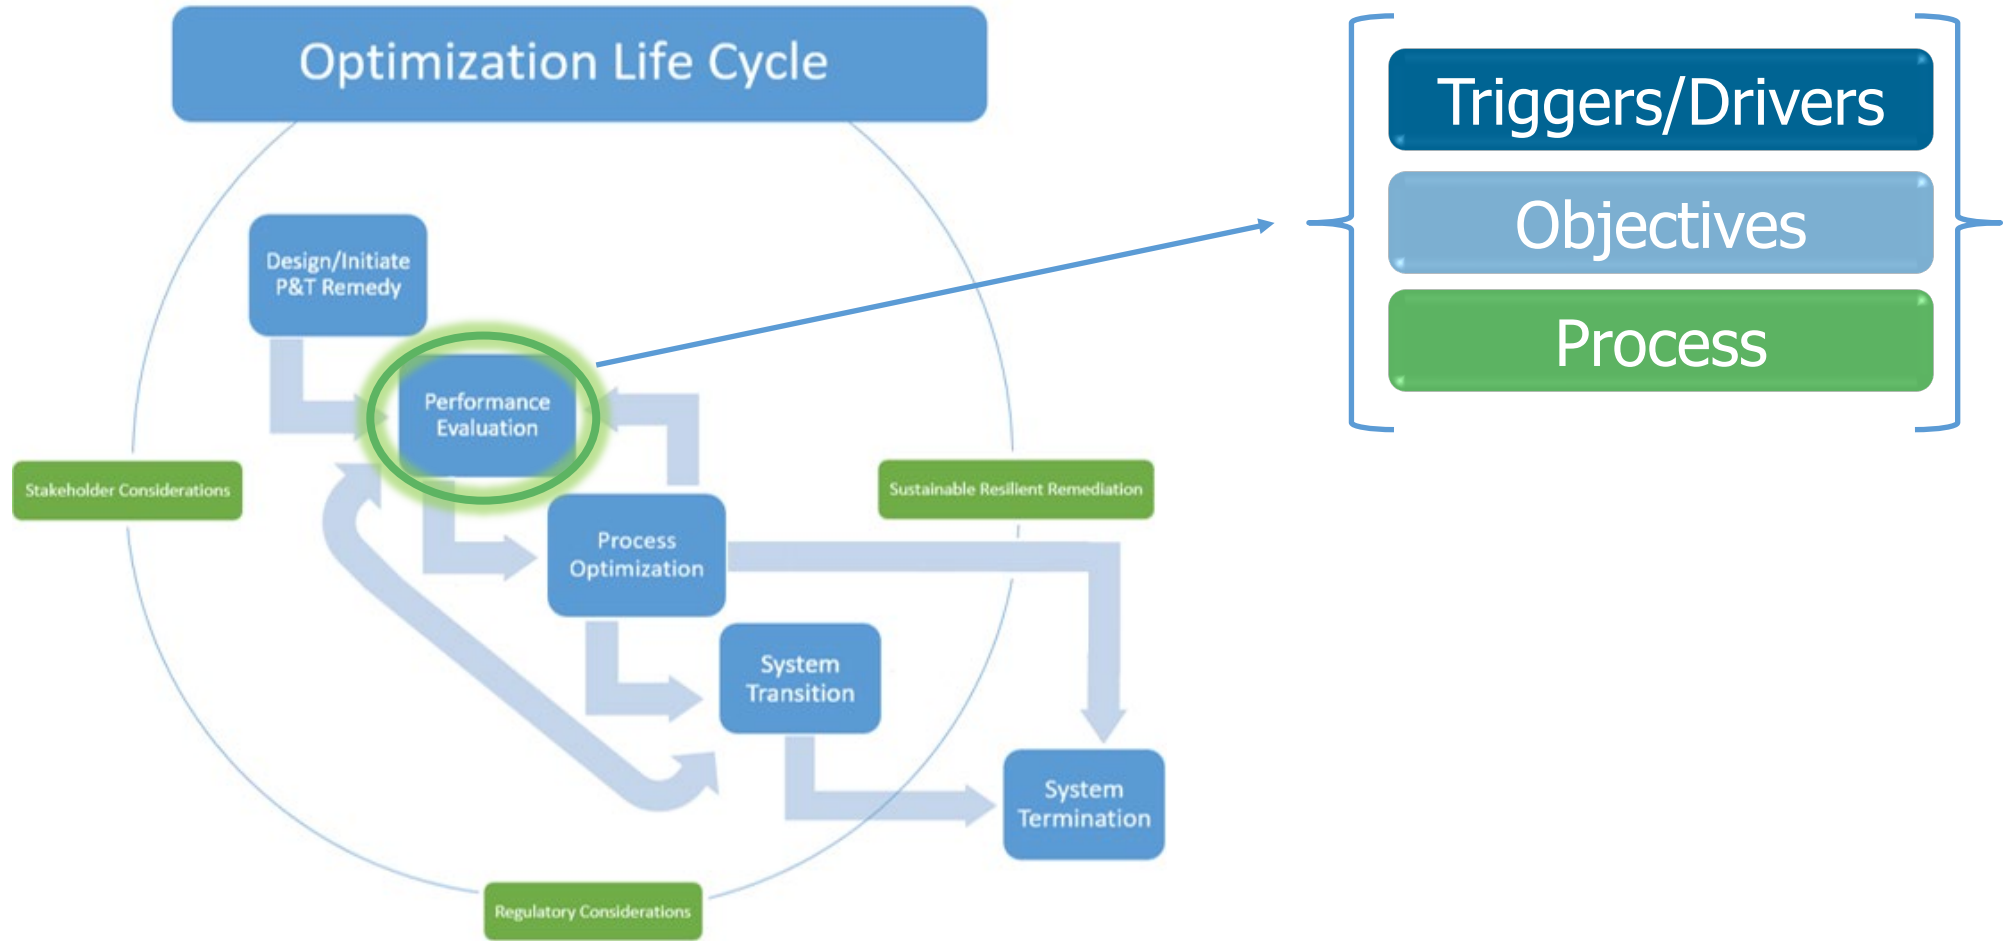 Optimization Life Cycle
Triggers/Drivers
Objectives
Process
Design/Initiate
P&T Remedy
Performance
Evaluation
Stakeholder Considerations
Sustainable Resilient Remediation
Process
Optimization
System
Transition
System
Termination
Regulatory Considerations